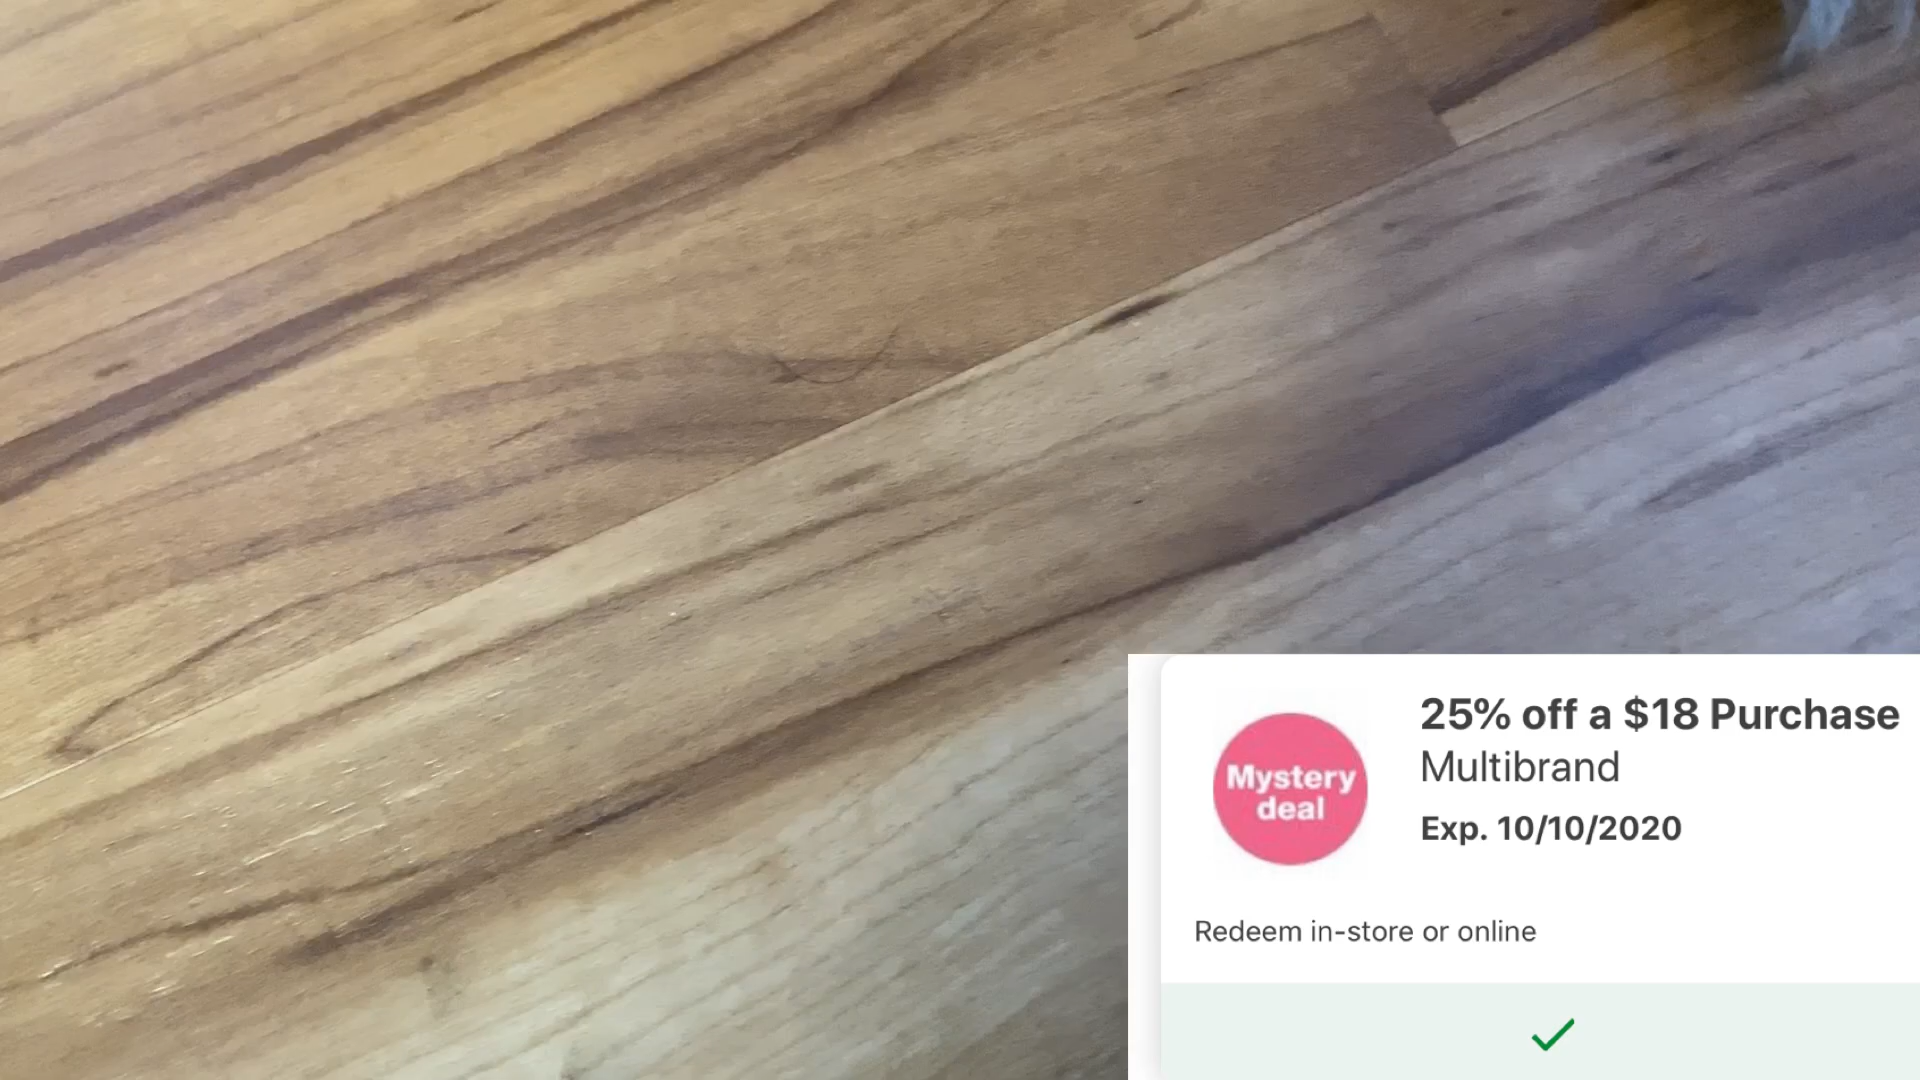 25% off a $18 Purchase
Multibrand
Mystery
deal
Exp. 10/10/2020
Redeem in-store or online